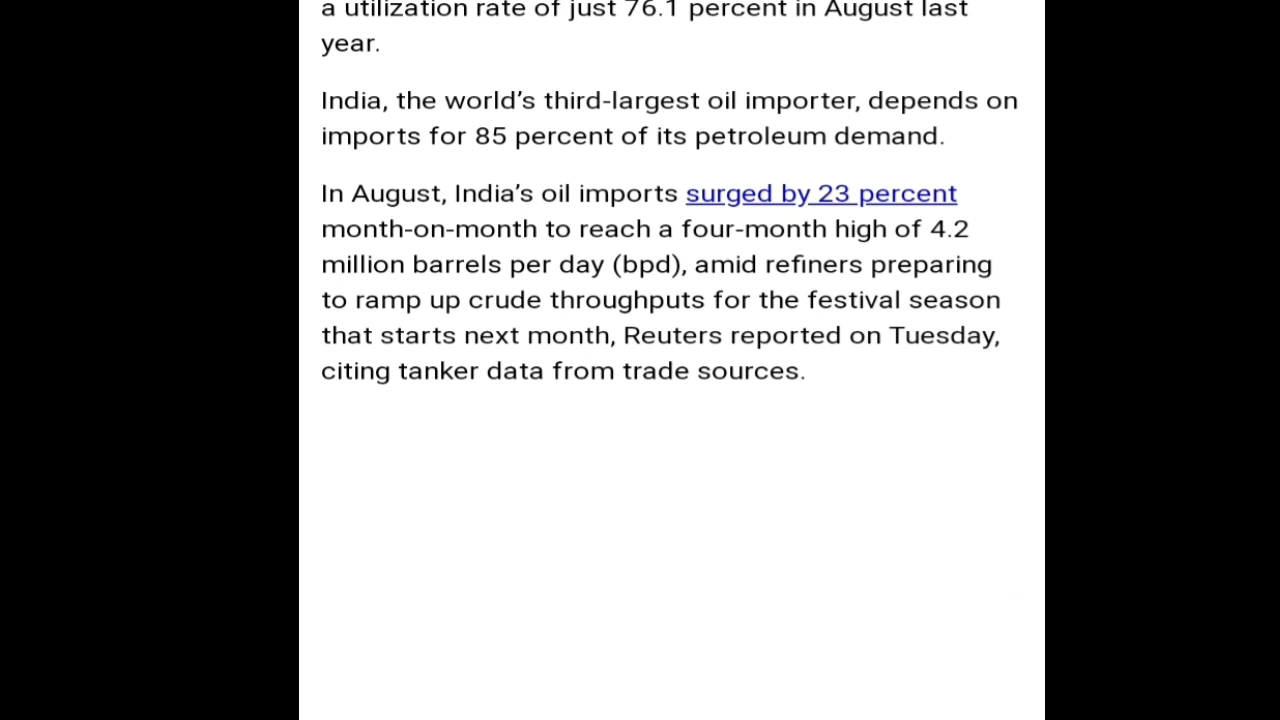 a utilization rate of just 76.1 percent in August last
year.
India, the world’s third-largest oil importer, depends on
imports for 85 percent of its petroleum demand.
In August, India’s oil imports surged by 23 percent
month-on-month to reach a four-month high of 4.2
million barrels per day (bpd), amid refiners preparing
to ramp up crude throughputs for the festival season
that starts next month, Reuters reported on Tuesday,
citing tanker data from trade sources.